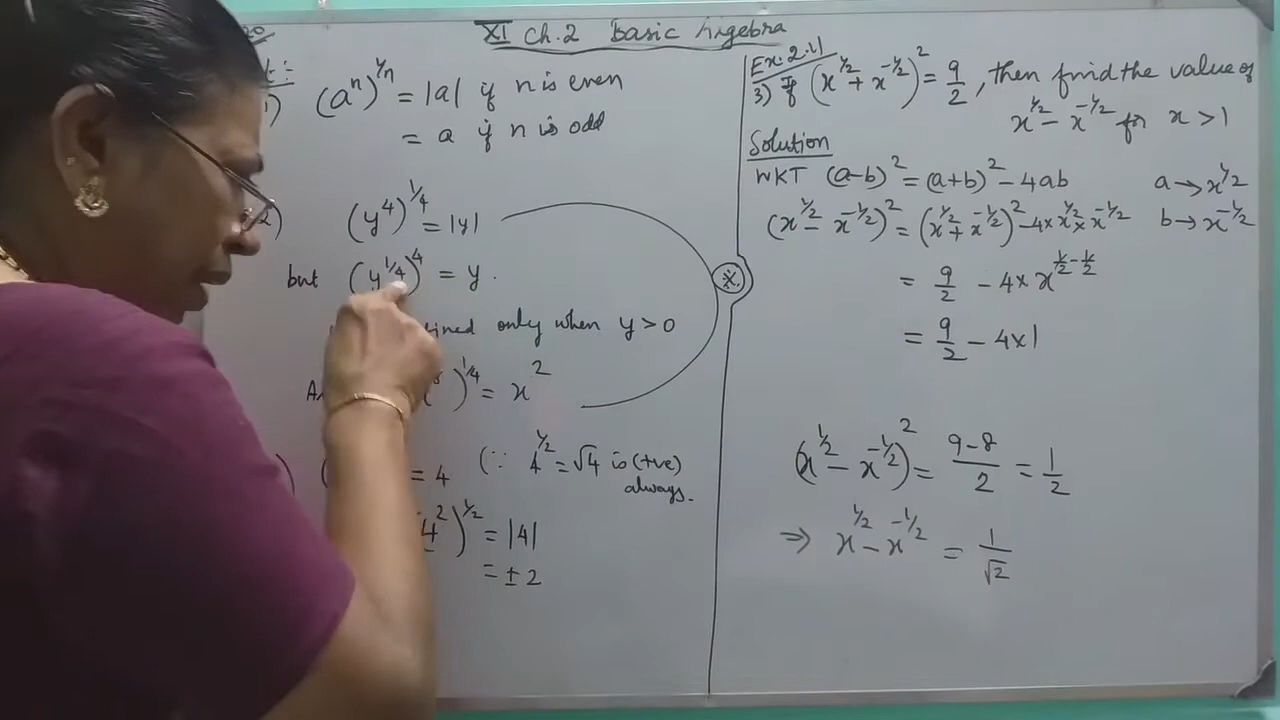 XI Ch.2 Basic Algebra
(aⁿ)^(1/n) = |a| if n is even
= a if n is odd
2) (y⁴)^(1/4) = |y|
but (y^(1/4))⁴ = y.
only when y > 0
)^(1/4) = x²
= 4 (∵ 4^(1/2) = √4 is (+ve)
always.
4²)^(1/2) = |4|
= ± 2
*
Ex: 2.11
3) If (x^(1/2) + x^(-1/2))² = 9/2, then find the value of
x^(1/2) - x^(-1/2) for x > 1
Solution
WKT (a-b)² = (a+b)² - 4ab a → x^(1/2)
(x^(1/2) - x^(-1/2))² = (x^(1/2) + x^(-1/2))² - 4 × x^(1/2) × x^(-1/2) b → x^(-1/2)
= 9/2 - 4 × x^(1/2 - 1/2)
= 9/2 - 4×1
(x^(1/2) - x^(-1/2))² = (9-8)/2 = 1/2
⇒ x^(1/2) - x^(-1/2) = 1/√2